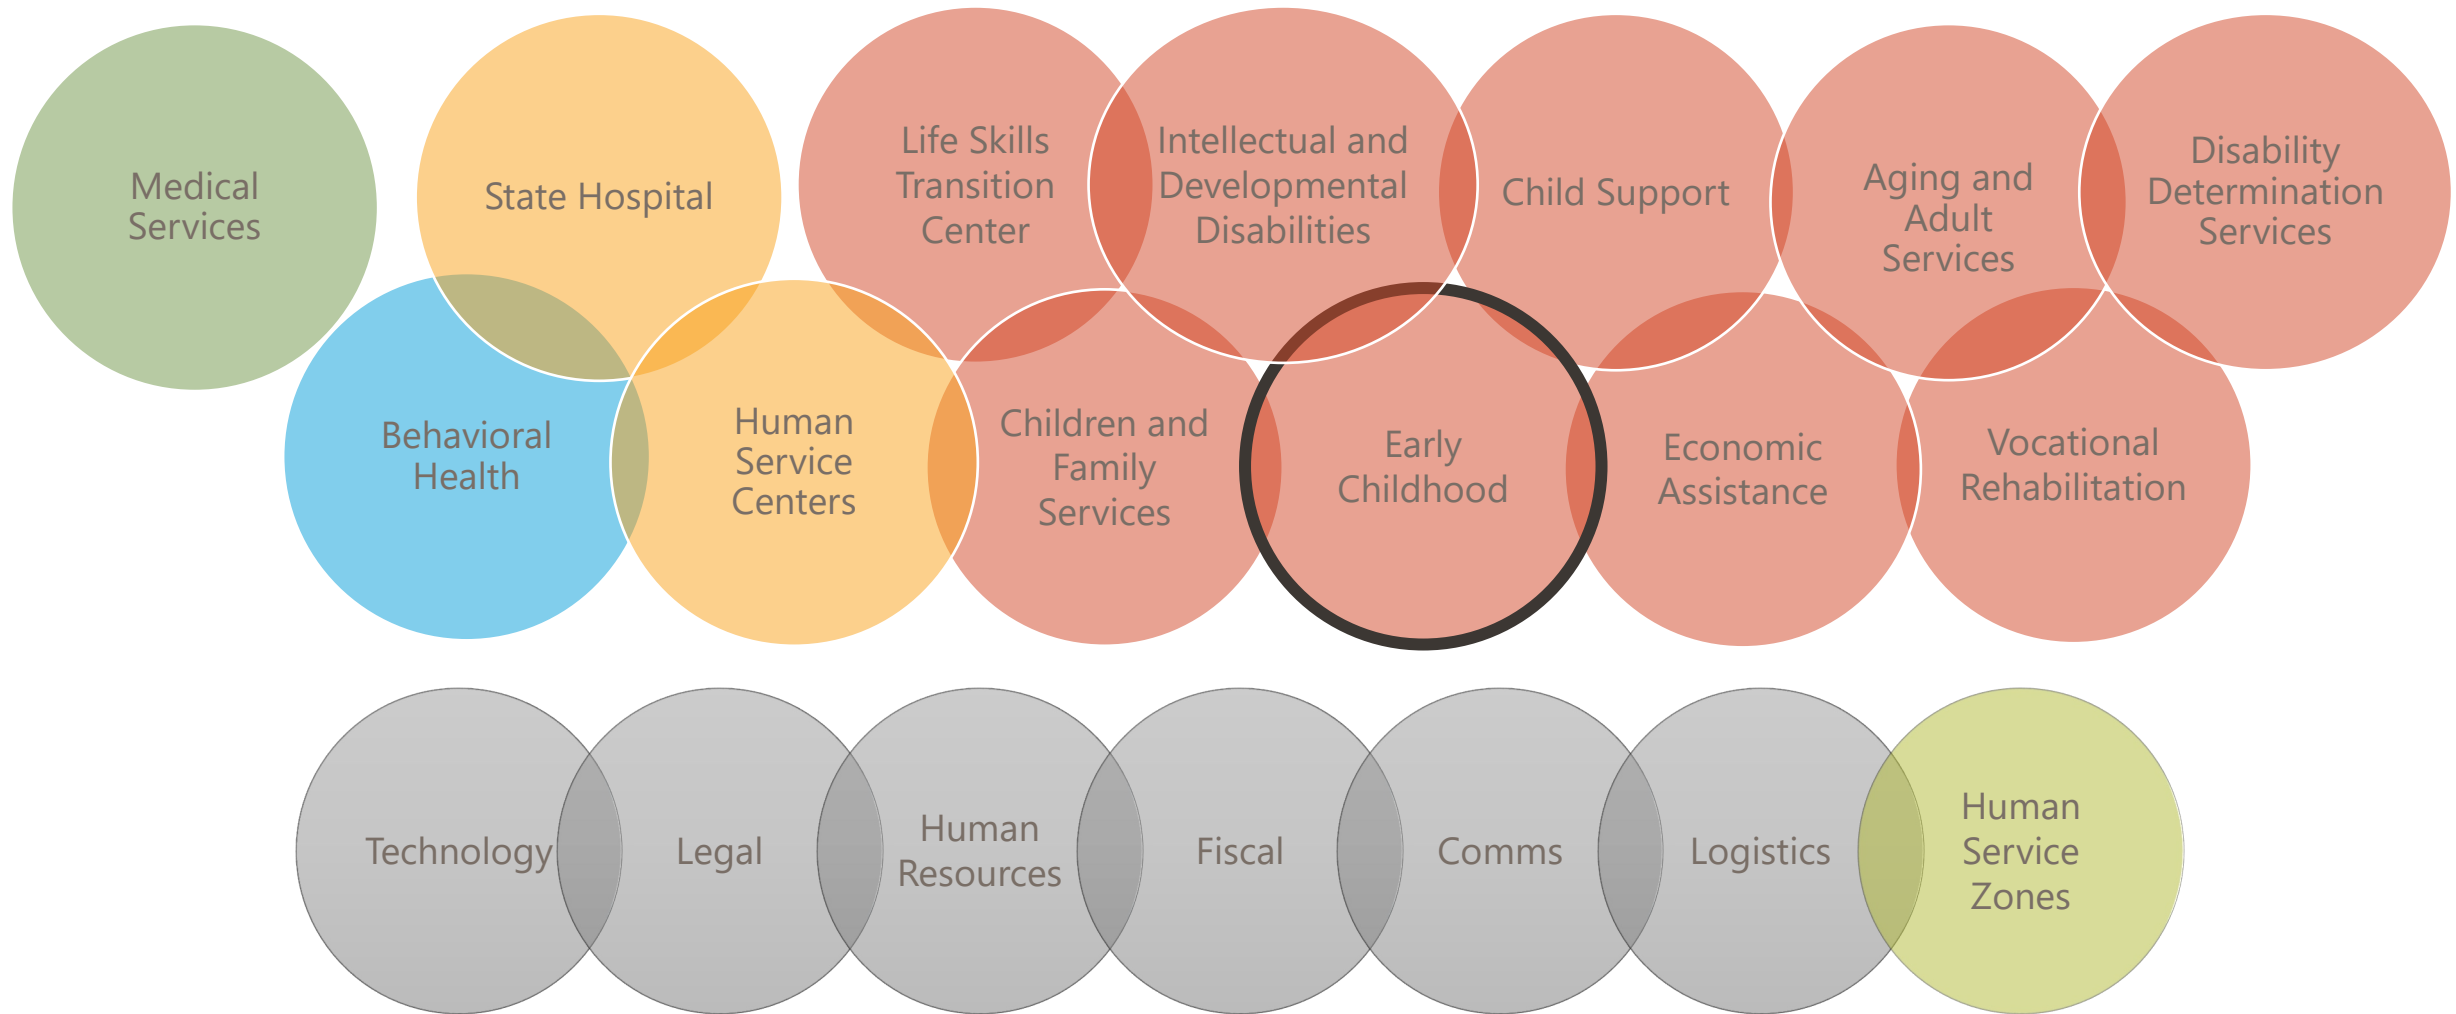 Medical
Services
State Hospital
Life Skills
Transition
Center
Intellectual and
Developmental
Disabilities
Child Support
Aging and
Adult
Services
Disability
Determination
Services
Behavioral
Health
Human
Service
Centers
Children and
Family
Services
Early
Childhood
Economic
Assistance
Vocational
Rehabilitation
Technology
Legal
Human
Resources
Fiscal
Comms
Logistics
Human
Service
Zones